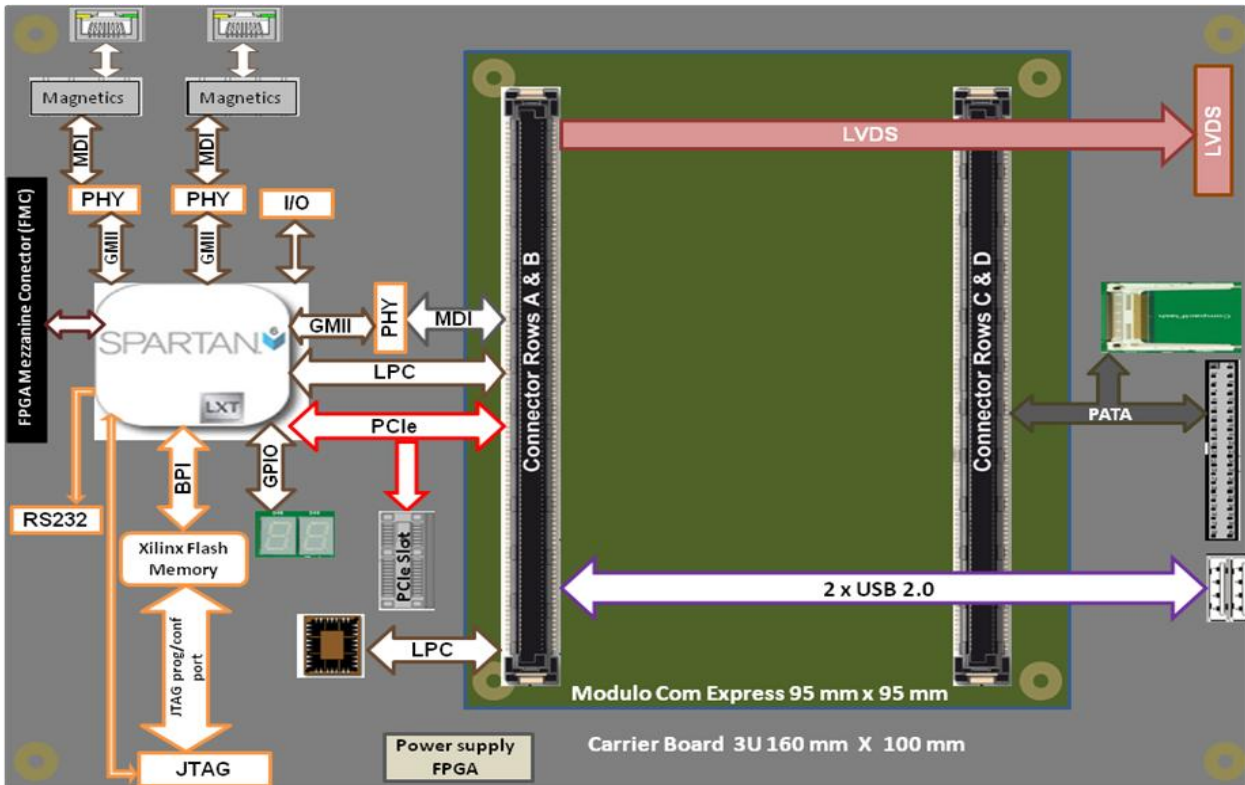 Magnetics
Magnetics
MDI
MDI
PHY
PHY
I/O
GMII
GMII
FPGA Mezzanine Conector (FMC)
SPARTAN
LXT
GMII
PHY
MDI
LPC
PCIe
BPI
GPIO
RS232
Xilinx Flash
Memory
PCIe Slot
JTAG prog/conf
port
LPC
JTAG
Power supply
FPGA
Connector Rows A & B
Connector Rows C & D
LVDS
LVDS
CompactFlash
PATA
2 x USB 2.0
Modulo Com Express 95 mm x 95 mm
Carrier Board 3U 160 mm X 100 mm